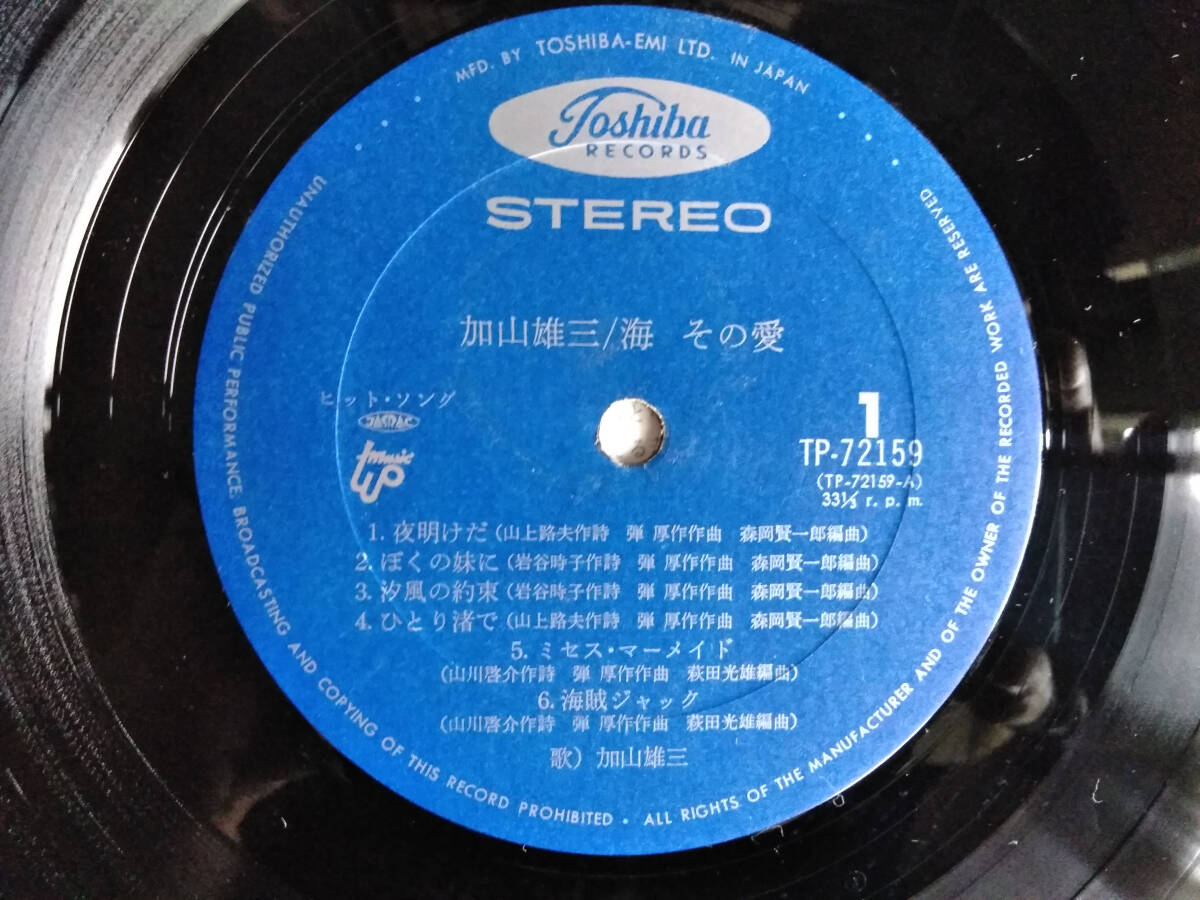 MFD. BY TOSHIBA-EMI LTD. IN JAPAN
Toshiba
RECORDS
STEREO
加山雄三/海 その愛
ヒット・ソング
JASRAC
1
TP-72159
(TP-72159-A)
33⅓ r. p. m.
music
1. 夜明けだ (山上路夫作詩 弾 厚作作曲 森岡賢一郎編曲)
2. ぼくの妹に (岩谷時子作詩 弾 厚作作曲 森岡賢一郎編曲)
3. 汐風の約束 (岩谷時子作詩 弾 厚作作曲 森岡賢一郎編曲)
4. ひとり渚で (山上路夫作詩 弾 厚作作曲 森岡賢一郎編曲)
5. ミセス・マーメイド
(山川啓介作詩 弾 厚作作曲 萩田光雄編曲)
6. 海賊ジャック
(山川啓介作詩 弾 厚作作曲 萩田光雄編曲)
歌) 加山雄三
UNAUTHORIZED PUBLIC PERFORMANCE, BROADCASTING AND COPYING OF THIS RECORD PROHIBITED • ALL RIGHTS OF THE MANUFACTURER AND OF THE OWNER OF THE RECORDED WORK ARE RESERVED